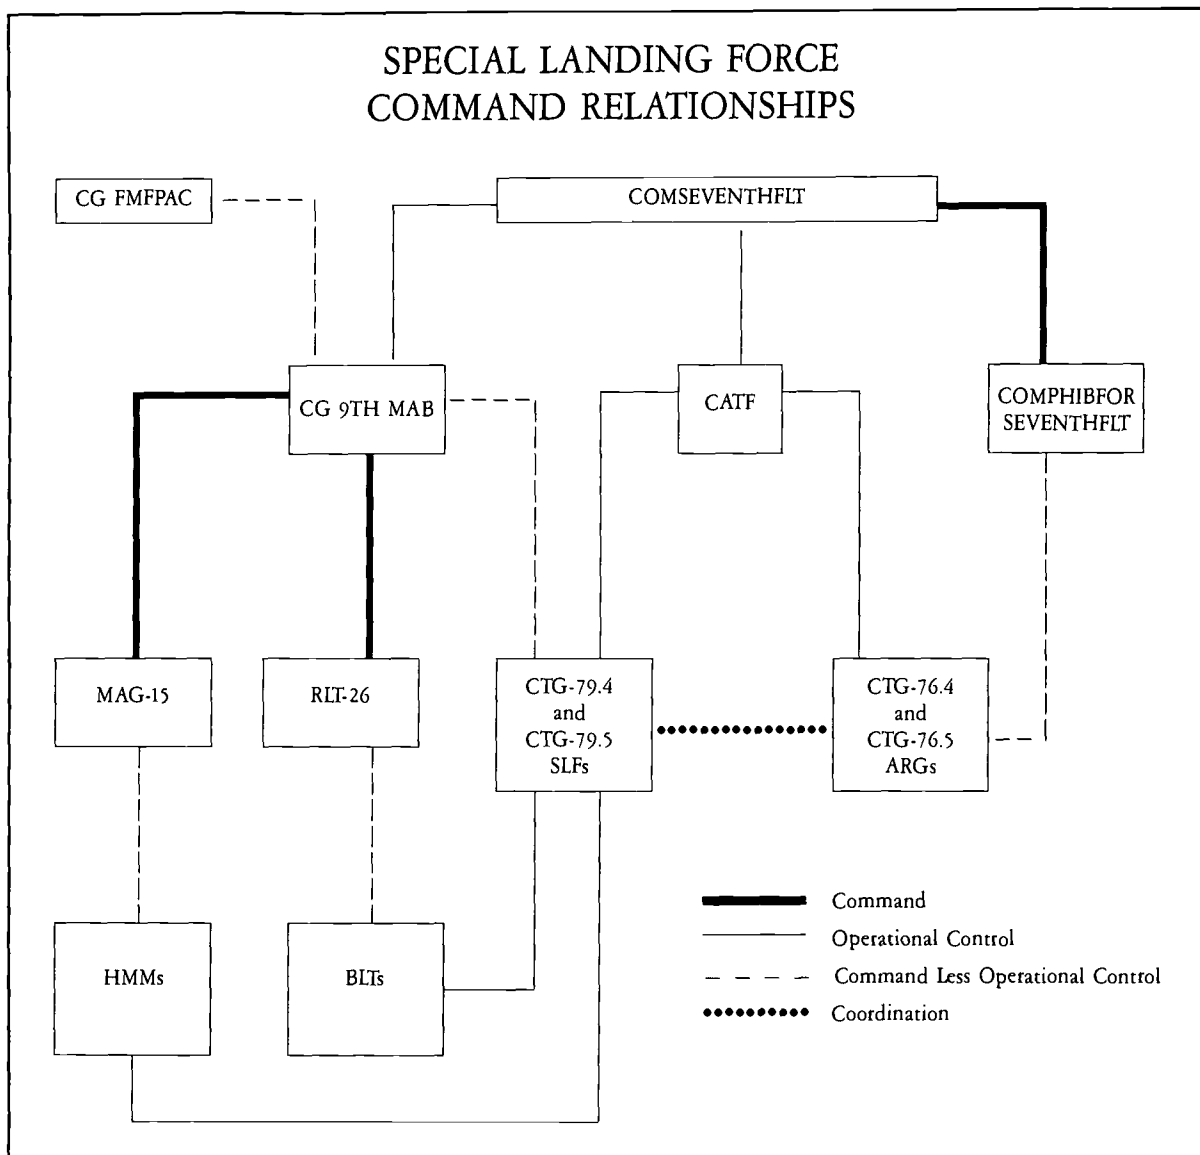 SPECIAL LANDING FORCE
COMMAND RELATIONSHIPS
CG FMFPAC
COMSEVENTHFLT
CG 9TH MAB
CATF
COMPHIBFOR
SEVENTHFLT
MAG-15
RLT-26
CTG-79.4
and
CTG-79.5
SLFs
CTG-76.4
and
CTG-76.5
ARGs
HMMs
BLTs
Command
Operational Control
Command Less Operational Control
Coordination